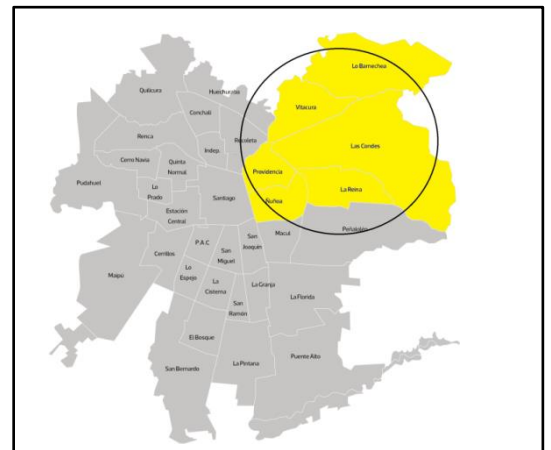 Lo Barnechea
Quilicura
Huechuraba
Vitacura
Conchalí
Renca
Recoleta
Las Condes
Cerro Navia
Quinta
Normal
Indep.
Providencia
Pudahuel
Lo
Prado
La Reina
Santiago
Ñuñoa
Estación
Central
Peñalolén
Macul
San
Joaquín
P.A.C.
San
Miguel
Cerrillos
Lo
Espejo
La
Cisterna
La Granja
Maipú
San
Ramón
La Florida
El Bosque
La Pintana
Puente Alto
San Bernardo